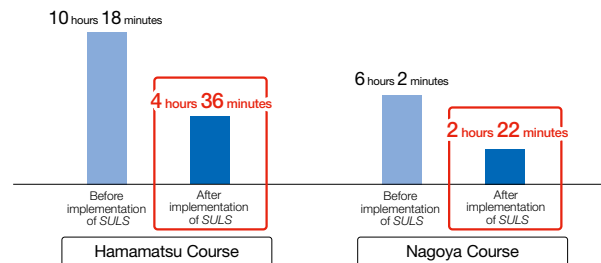 10 hours 18 minutes
4 hours 36 minutes
Before
implementation
of SULS
After
implementation
of SULS
Hamamatsu Course
6 hours 2 minutes
2 hours 22 minutes
Before
implementation
of SULS
After
implementation
of SULS
Nagoya Course